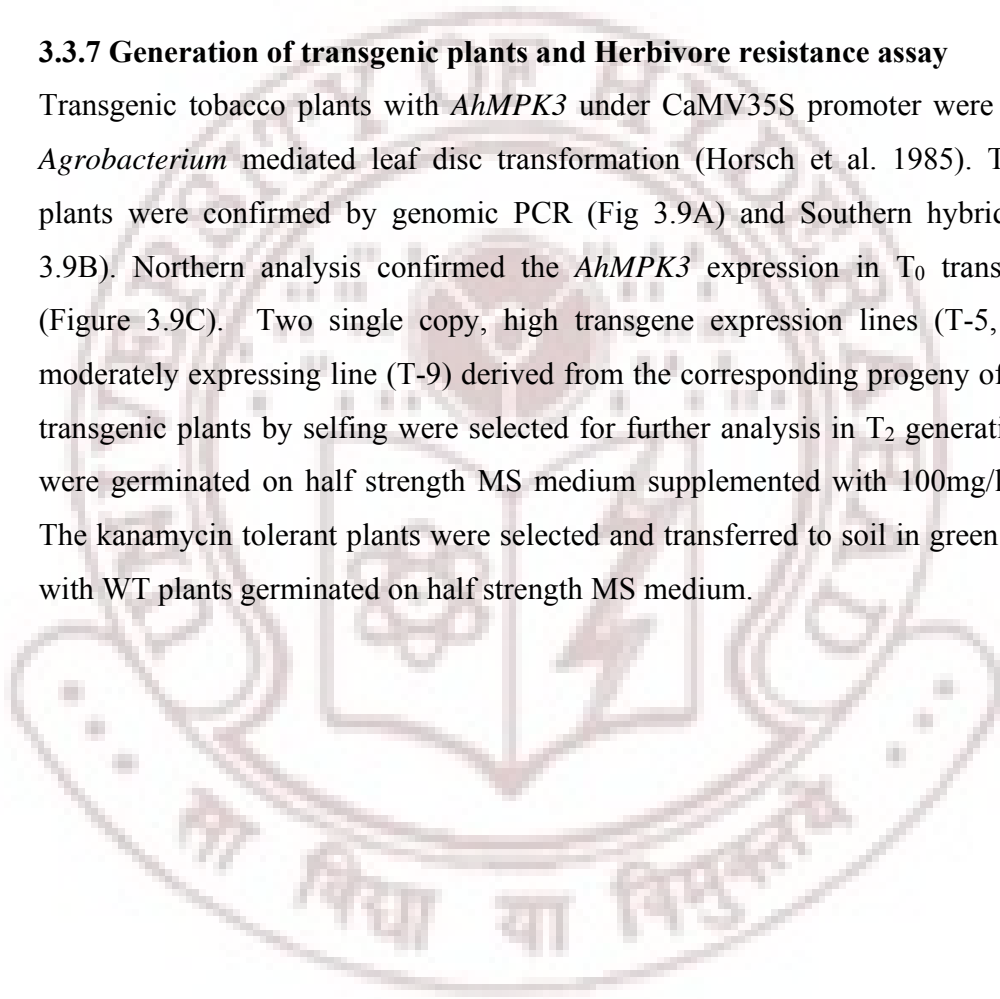 3.3.7 Generation of transgenic plants and Herbivore resistance assay
Transgenic tobacco plants with AhMPK3 under CaMV35S promoter were
Agrobacterium mediated leaf disc transformation (Horsch et al. 1985). T
plants were confirmed by genomic PCR (Fig 3.9A) and Southern hybrid
3.9B). Northern analysis confirmed the AhMPK3 expression in T0 trans
(Figure 3.9C). Two single copy, high transgene expression lines (T-5,
moderately expressing line (T-9) derived from the corresponding progeny of
transgenic plants by selfing were selected for further analysis in T2 generati
were germinated on half strength MS medium supplemented with 100mg/l
The kanamycin tolerant plants were selected and transferred to soil in green
with WT plants germinated on half strength MS medium.
UNIVERSITY OF HYDERABAD
सा विद्या या विमुक्तये